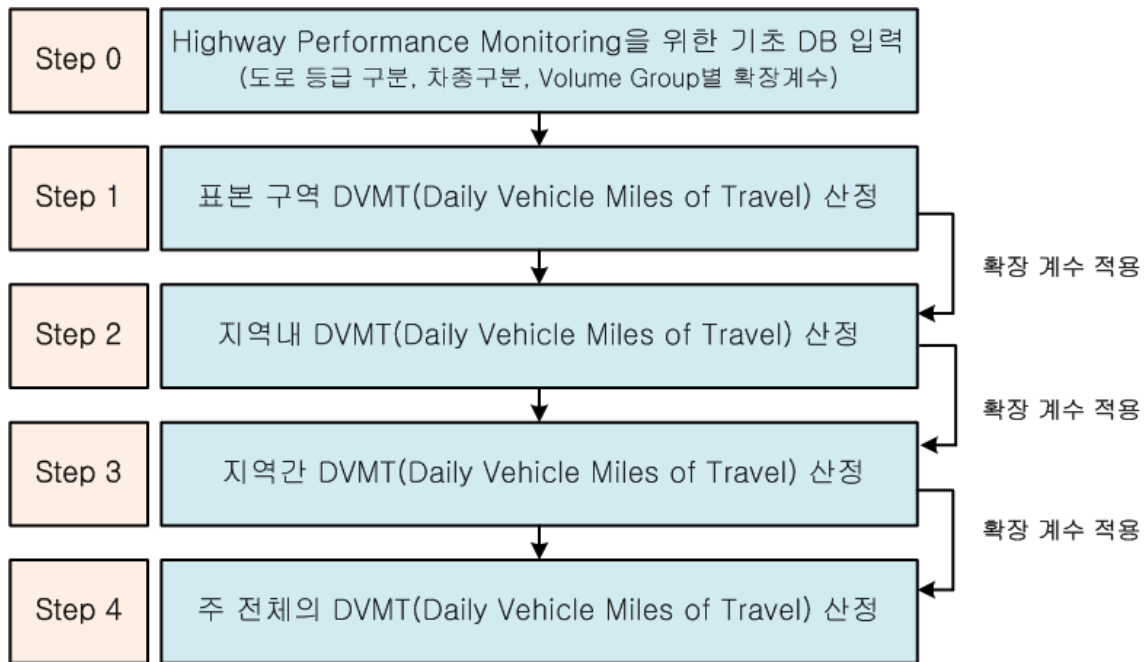 Step 0
Highway Performance Monitoring을 위한 기초 DB 입력
(도로 등급 구분, 차종구분, Volume Group별 확장계수)
Step 1
표본 구역 DVMT(Daily Vehicle Miles of Travel) 산정
확장 계수 적용
Step 2
지역내 DVMT(Daily Vehicle Miles of Travel) 산정
확장 계수 적용
Step 3
지역간 DVMT(Daily Vehicle Miles of Travel) 산정
확장 계수 적용
Step 4
주 전체의 DVMT(Daily Vehicle Miles of Travel) 산정